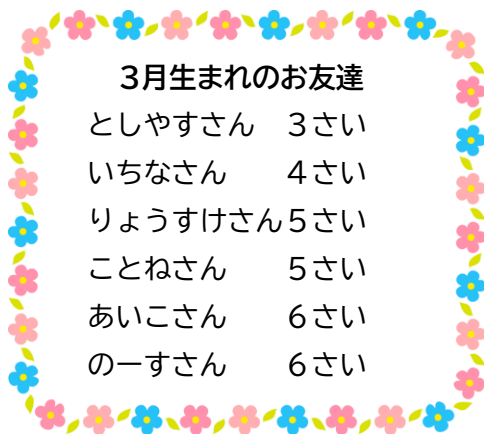 ３月生まれのお友達
としやすさん　３さい
いちなさん　　４さい
りょうすけさん５さい
ことねさん　　５さい
あいこさん　　６さい
のーすさん　　６さい